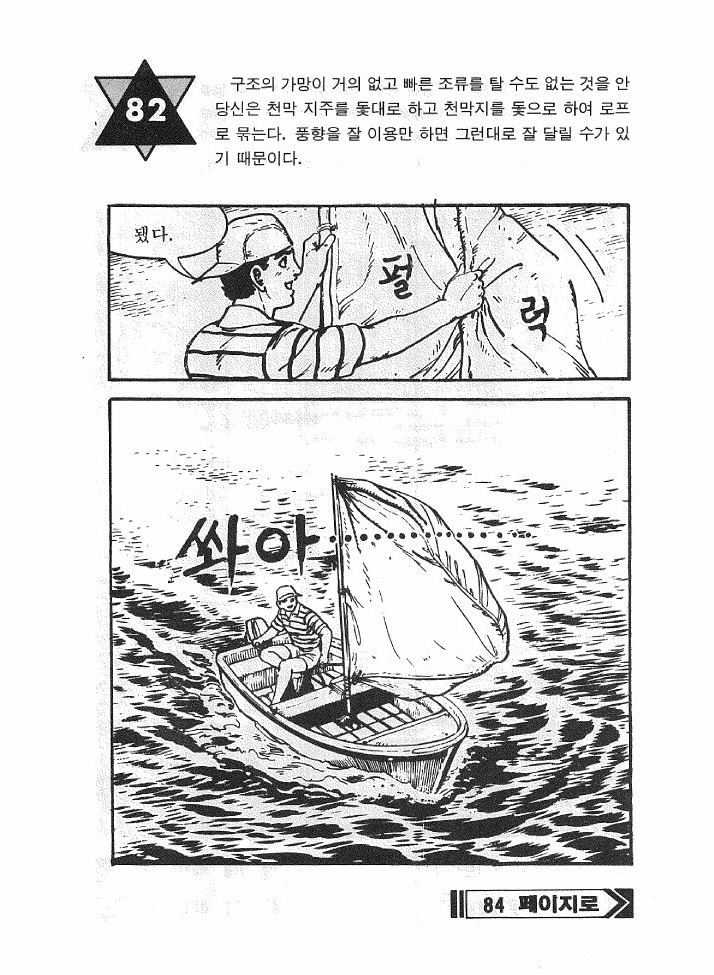 82
구조의 가망이 거의 없고 빠른 조류를 탈 수도 없는 것을 안
당신은 천막 지주를 돛대로 하고 천막지를 돛으로 하여 로프
로 묶는다. 풍향을 잘 이용만 하면 그런대로 잘 달릴 수가 있
기 때문이다.
됐다.
펄
럭
쏴아
84 페이지로